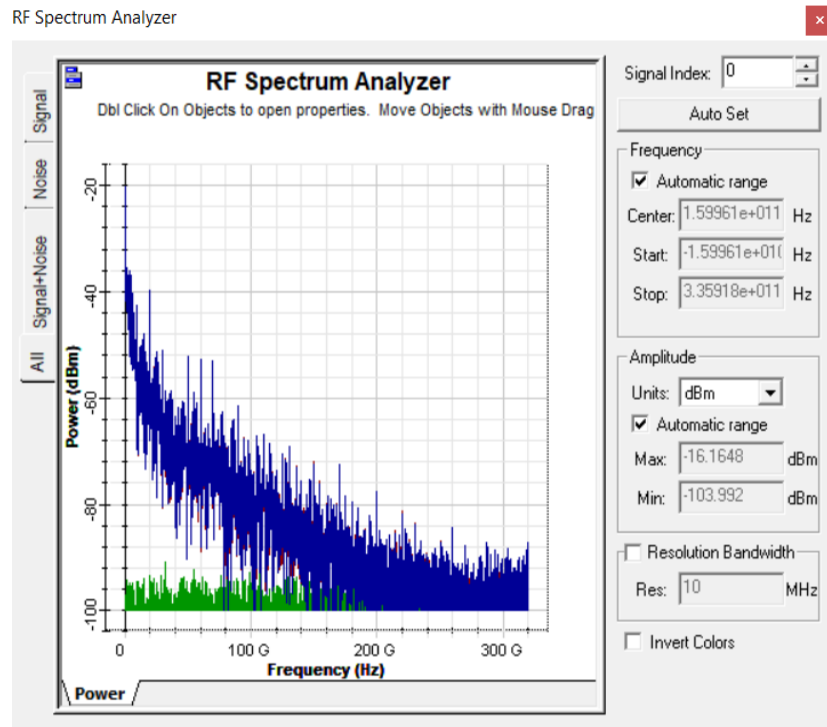 RF Spectrum Analyzer
x
Signal
Noise
Signal+Noise
All
RF Spectrum Analyzer
Dbl Click On Objects to open properties. Move Objects with Mouse Drag
Power (dBm)
-20
-40
-60
-80
-100
0
100 G
200 G
300 G
Frequency (Hz)
Power
Signal Index: 0
Auto Set
Frequency
Automatic range
Center: 1.59961e+011 Hz
Start: -1.59961e+01( Hz
Stop: 3.35918e+011 Hz
Amplitude
Units: dBm
Automatic range
Max: -16.1648 dBm
Min: -103.992 dBm
Resolution Bandwidth
Res: 10 MHz
Invert Colors